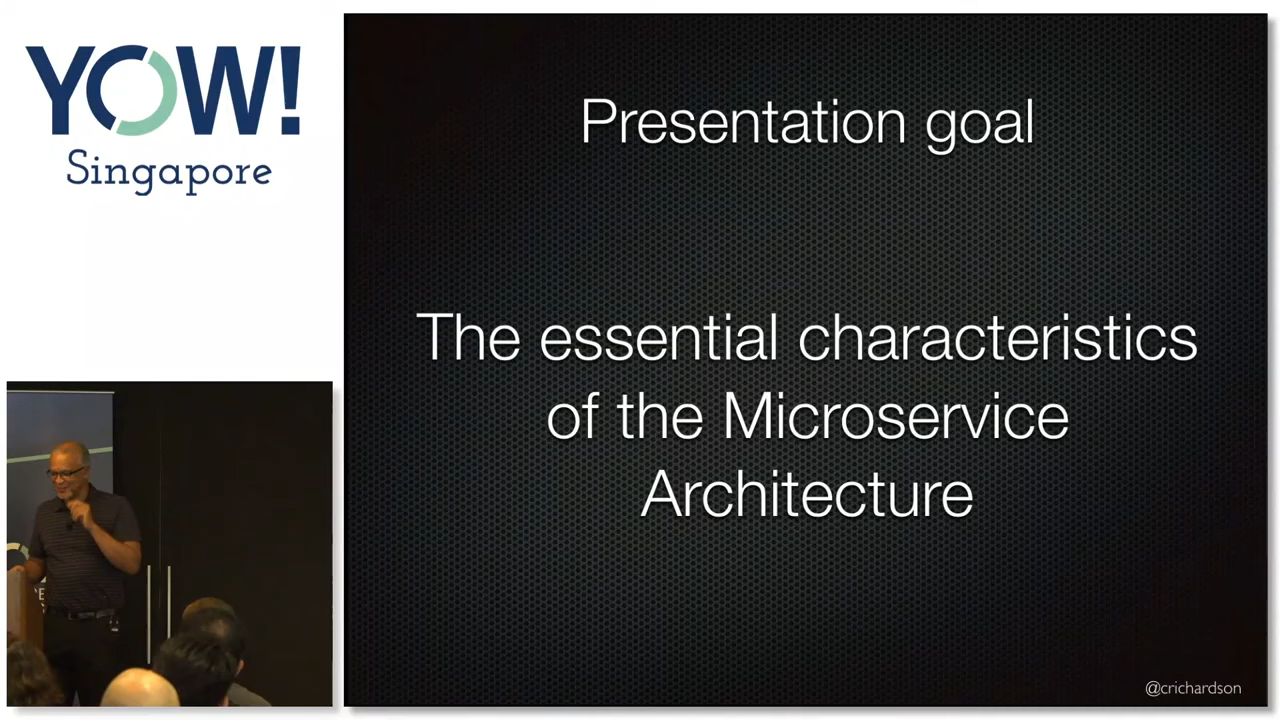 YOW!
Singapore
Presentation goal
The essential characteristics
of the Microservice
Architecture
@crichardson